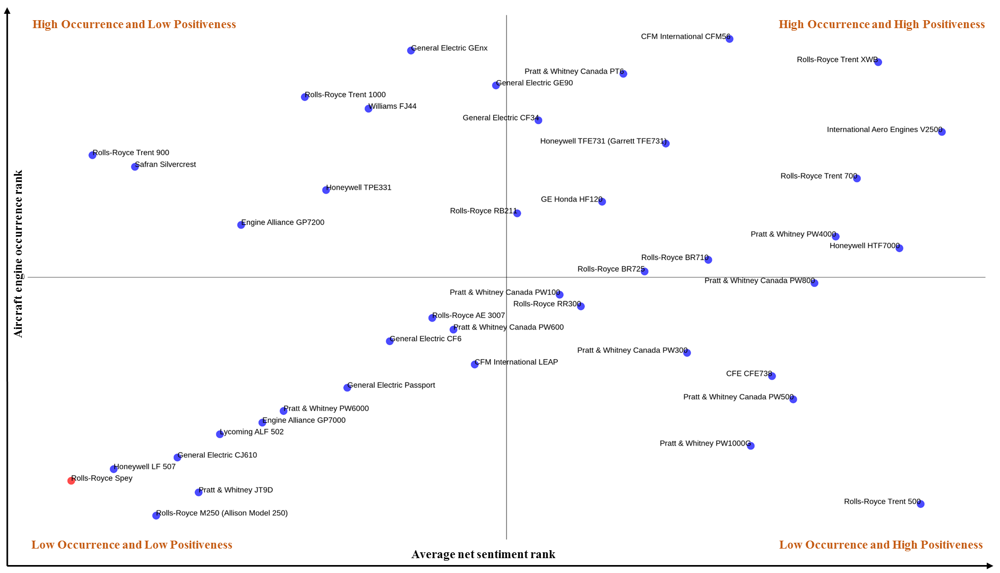 High Occurrence and Low Positiveness
High Occurrence and High Positiveness
CFM International CFM56
General Electric GEnx
Rolls-Royce Trent XWB
Pratt & Whitney Canada PT6
General Electric GE90
Rolls-Royce Trent 1000
Williams FJ44
General Electric CF34
International Aero Engines V2500
Honeywell TFE731 (Garrett TFE731)
Rolls-Royce Trent 900
Safran Silvercrest
Rolls-Royce Trent 700
Honeywell TPE331
GE Honda HF120
Rolls-Royce RB211
Engine Alliance GP7200
Pratt & Whitney PW4000
Honeywell HTF7000
Rolls-Royce BR710
Rolls-Royce BR725
Aircraft engine occurrence rank
0
Pratt & Whitney Canada PW800
Pratt & Whitney Canada PW100
Rolls-Royce RR300
Rolls-Royce AE 3007
Pratt & Whitney Canada PW600
General Electric CF6
Pratt & Whitney Canada PW300
CFM International LEAP
CFE CFE738
General Electric Passport
Pratt & Whitney Canada PW500
Pratt & Whitney PW6000
Engine Alliance GP7000
Lycoming ALF 502
Pratt & Whitney PW1000G
General Electric CJ610
Honeywell LF 507
Rolls-Royce Spey
Pratt & Whitney JT9D
Rolls-Royce Trent 500
Rolls-Royce M250 (Allison Model 250)
Low Occurrence and Low Positiveness
Low Occurrence and High Positiveness
Average net sentiment rank